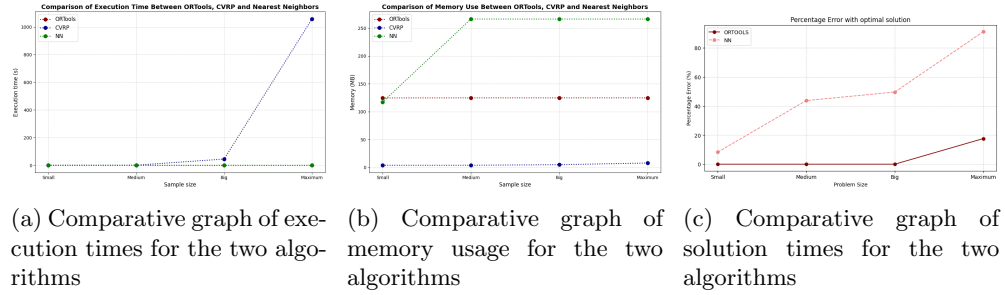 Comparison of Execution Time Between ORTools, CVRP and Nearest Neighbors
ORTools
CVRP
NN
Execution time (s)
1000
800
600
400
200
0
Small
Medium
Big
Maximum
Sample size
Comparison of Memory Use Between ORTools, CVRP and Nearest Neighbors
ORTools
CVRP
NN
Memory (MB)
250
200
150
100
50
0
Small
Medium
Big
Maximum
Sample size
Percentage Error with optimal solution
ORTOOLS
NN
Percentage Error (%)
80
60
40
20
0
Small
Medium
Big
Maximum
Problem Size
(a) Comparative graph of exe-
cution times for the two algo-
rithms
(b) Comparative graph of
memory usage for the two
algorithms
(c) Comparative graph of
solution times for the two
algorithms